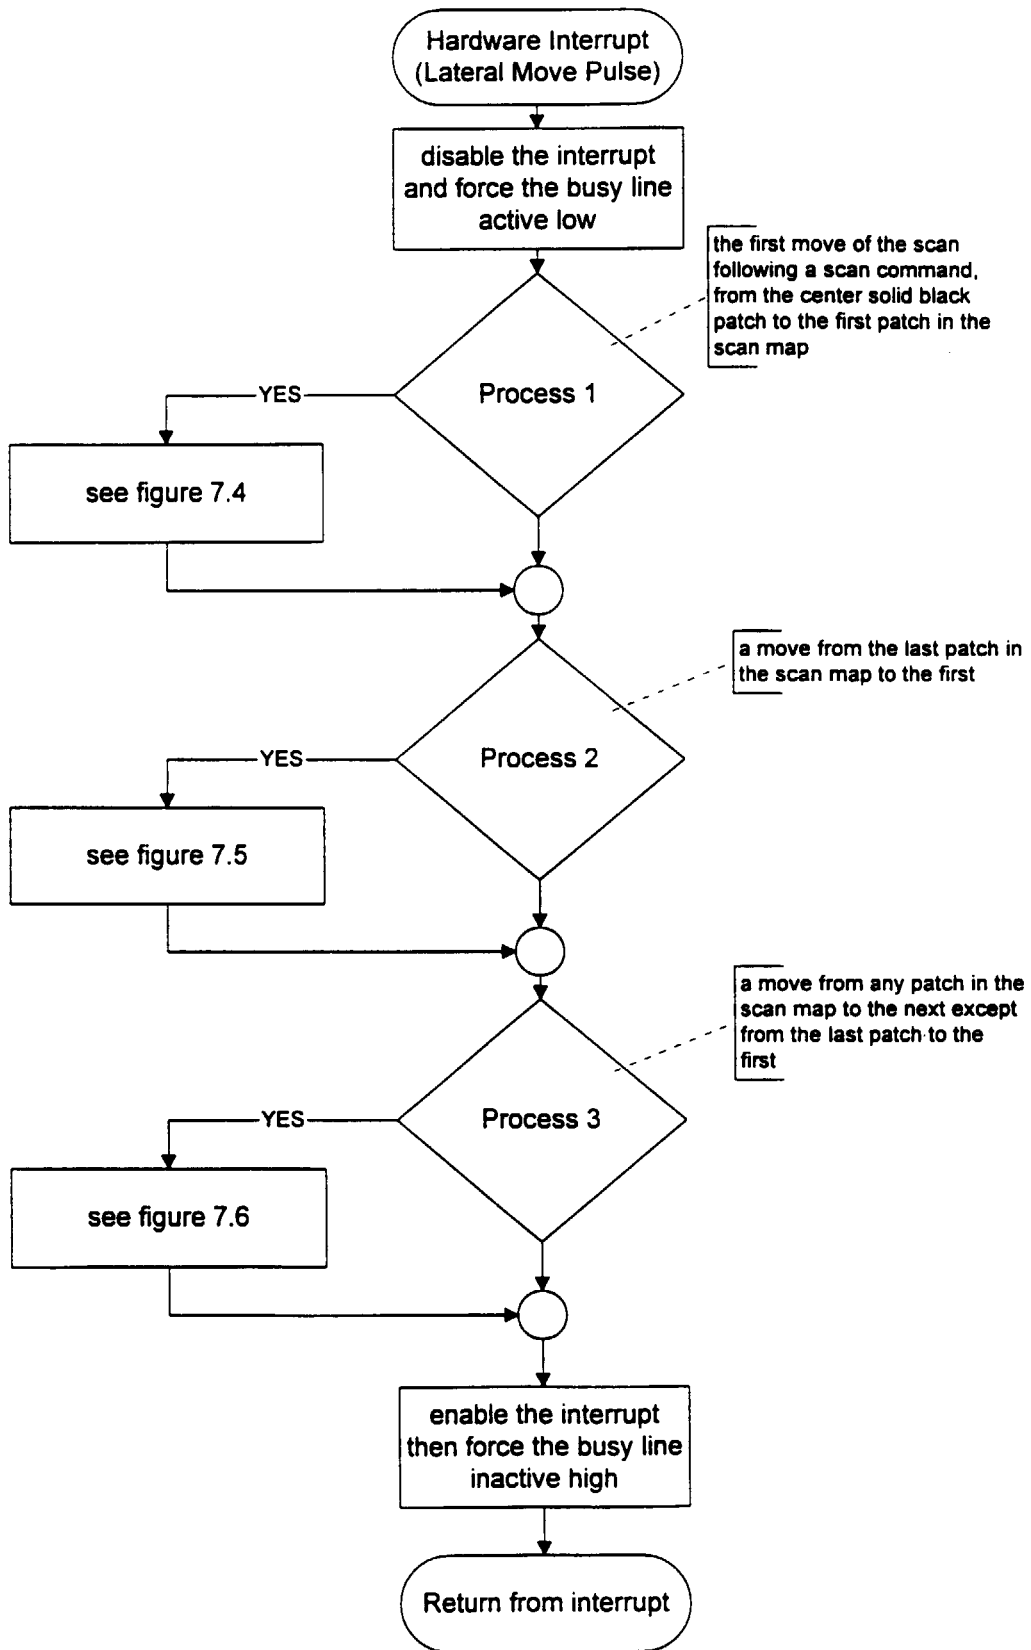 Hardware Interrupt
(Lateral Move Pulse)
disable the interrupt
and force the busy line
active low
the first move of the scan
following a scan command,
from the center solid black
patch to the first patch in the
scan map
Process 1
YES
see figure 7.4
a move from the last patch in
the scan map to the first
Process 2
YES
see figure 7.5
a move from any patch in the
scan map to the next except
from the last patch to the
first
Process 3
YES
see figure 7.6
enable the interrupt
then force the busy line
inactive high
Return from interrupt